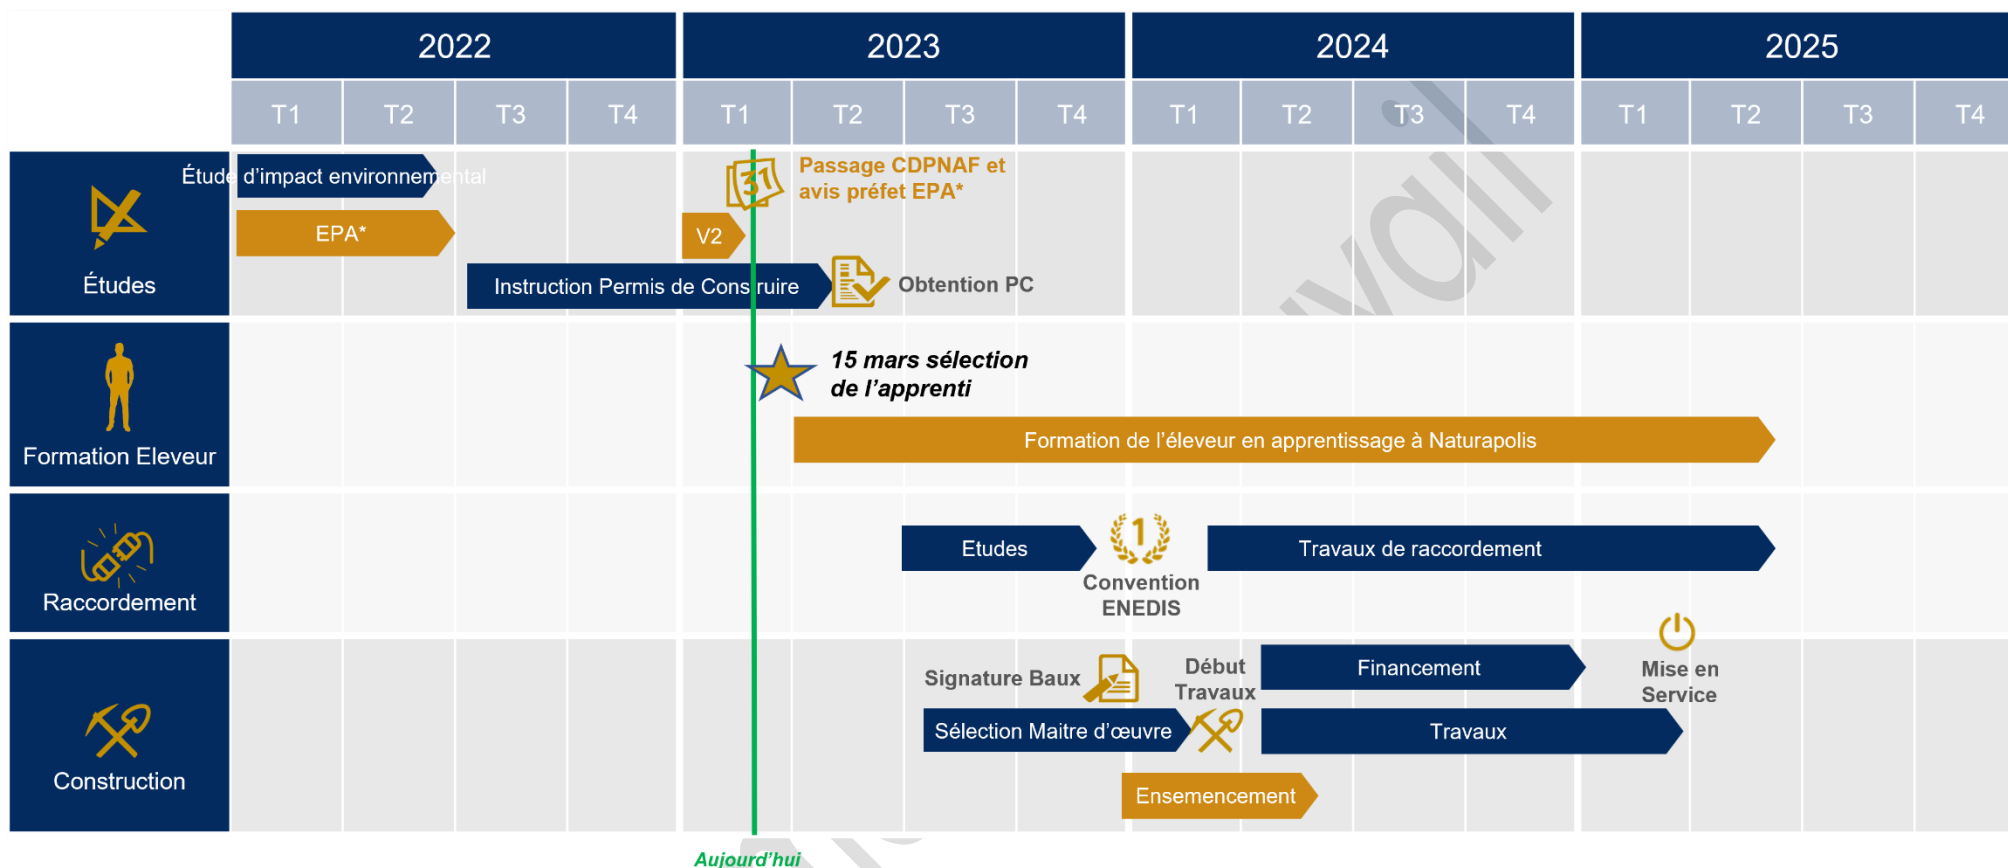 2022
2023
2024
2025
T1
T2
T3
T4
T1
T2
T3
T4
T1
T2
T3
T4
T1
T2
T3
T4
Études
Étude d'impact environnemental
EPA*
V2
31
Passage CDPNAF et
avis préfet EPA*
Instruction Permis de Construire
Obtention PC
Formation Eleveur
15 mars sélection
de l'apprenti
Formation de l'éleveur en apprentissage à Naturapolis
Raccordement
Etudes
1
Convention
ENEDIS
Travaux de raccordement
Construction
Signature Baux
Début
Travaux
Financement
Mise en
Service
Sélection Maitre d'œuvre
Travaux
Ensemencement
Aujourd'hui